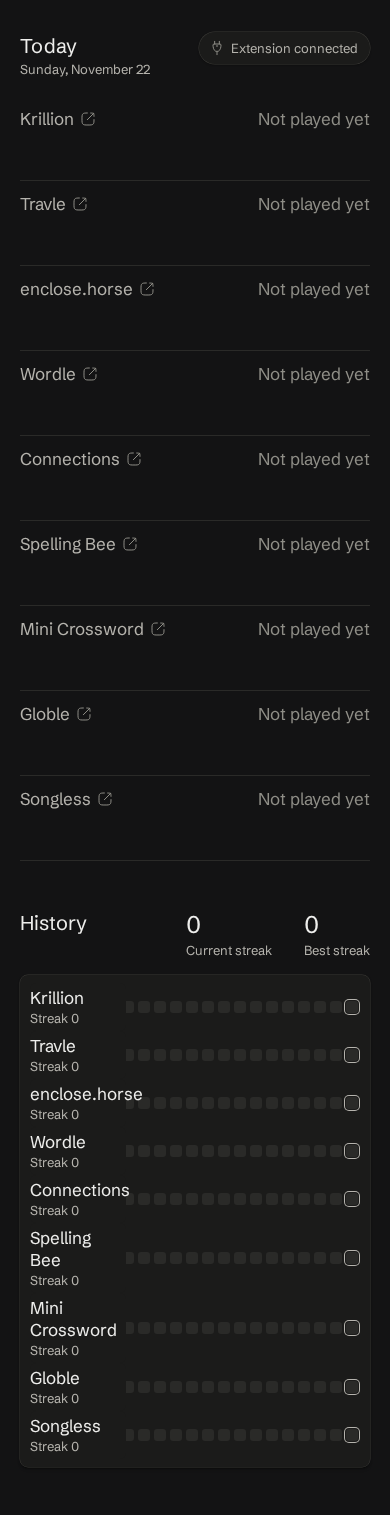 Today
Extension connected
Sunday, November 22
Krillion
Not played yet
Travle
Not played yet
enclose.horse
Not played yet
Wordle
Not played yet
Connections
Not played yet
Spelling Bee
Not played yet
Mini Crossword
Not played yet
Globle
Not played yet
Songless
Not played yet
History
0
Current streak
0
Best streak
Krillion
Streak 0
Travle
Streak 0
enclose.horse
Streak 0
Wordle
Streak 0
Connections
Streak 0
Spelling
Bee
Streak 0
Mini
Crossword
Streak 0
Globle
Streak 0
Songless
Streak 0